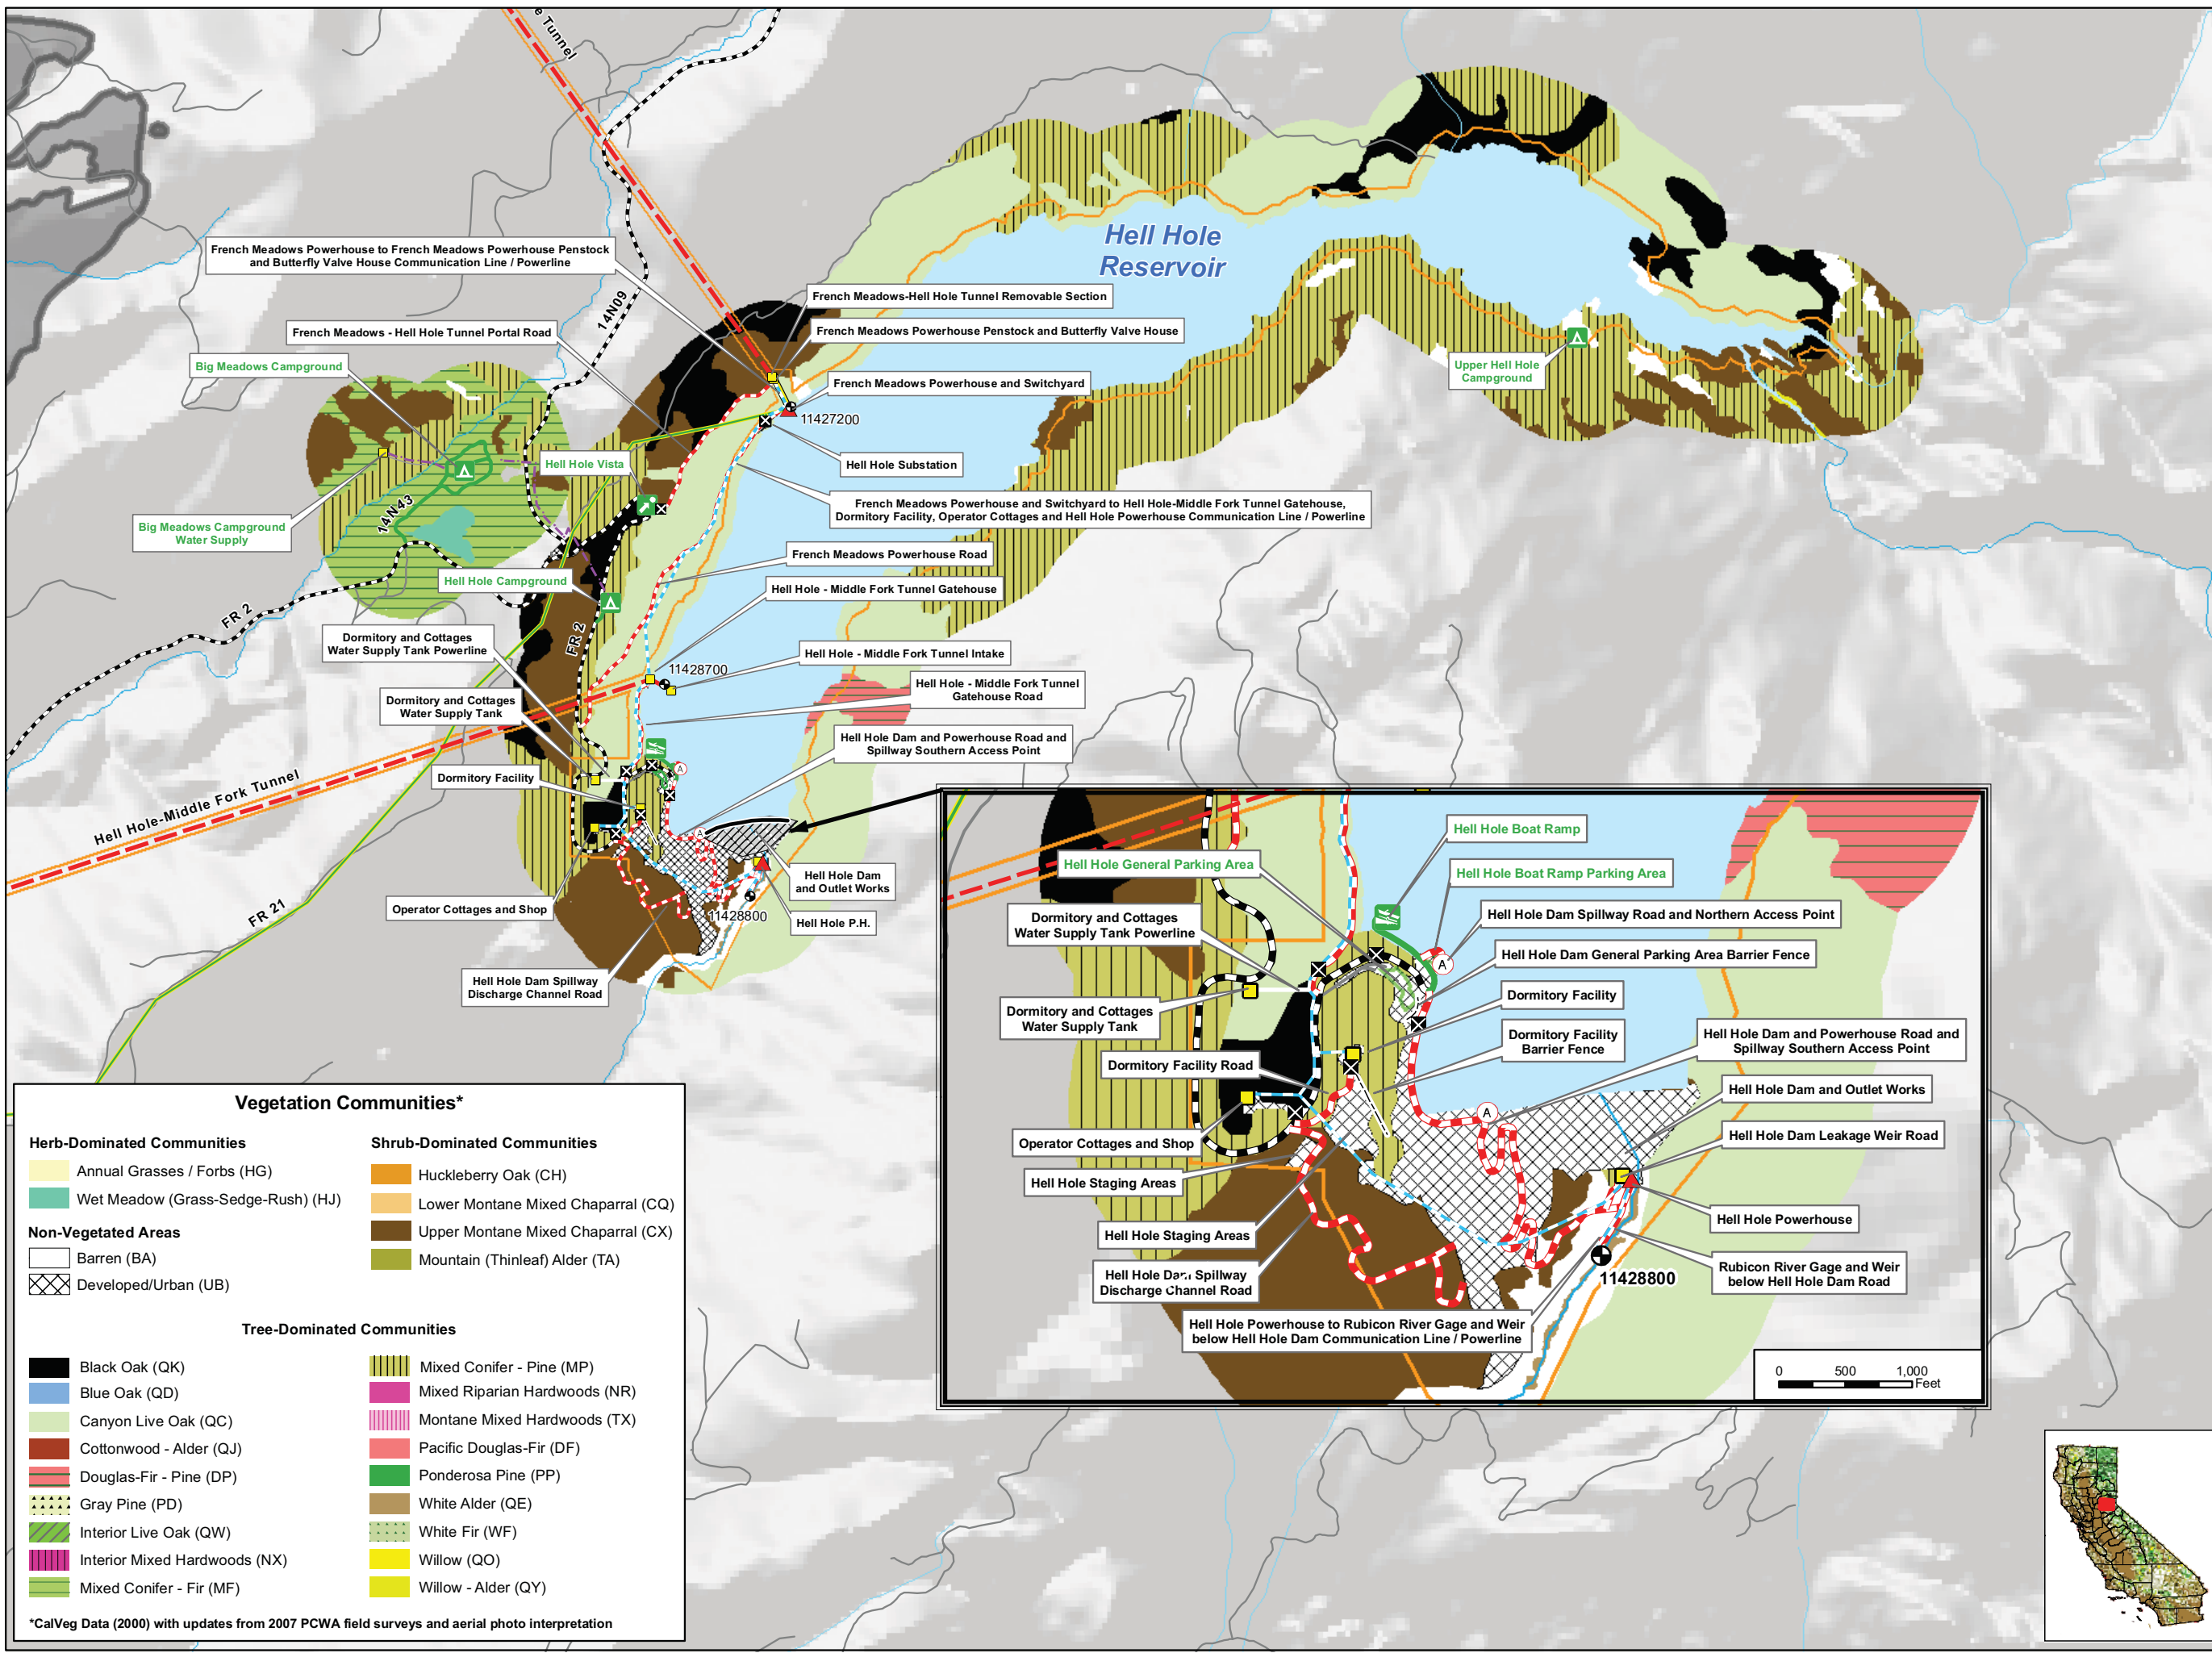 e Tunnel
Hell Hole
Reservoir
French Meadows Powerhouse to French Meadows Powerhouse Penstock
and Butterfly Valve House Communication Line / Powerline
14N09
French Meadows-Hell Hole Tunnel Removable Section
French Meadows - Hell Hole Tunnel Portal Road
French Meadows Powerhouse Penstock and Butterfly Valve House
Big Meadows Campground
Upper Hell Hole
Campground
French Meadows Powerhouse and Switchyard
11427200
Hell Hole Vista
Hell Hole Substation
14N43
French Meadows Powerhouse and Switchyard to Hell Hole-Middle Fork Tunnel Gatehouse,
Dormitory Facility, Operator Cottages and Hell Hole Powerhouse Communication Line / Powerline
Big Meadows Campground
Water Supply
French Meadows Powerhouse Road
Hell Hole Campground
Hell Hole - Middle Fork Tunnel Gatehouse
FR 2
FR 2
Dormitory and Cottages
Water Supply Tank Powerline
Hell Hole - Middle Fork Tunnel Intake
11428700
Hell Hole - Middle Fork Tunnel
Gatehouse Road
Dormitory and Cottages
Water Supply Tank
Hell Hole Dam and Powerhouse Road and
Spillway Southern Access Point
Dormitory Facility
A
A
Hell Hole-Middle Fork Tunnel
Hell Hole Dam
and Outlet Works
FR 21
Operator Cottages and Shop
11428800
Hell Hole P.H.
Hell Hole Dam Spillway
Discharge Channel Road
Hell Hole Boat Ramp
Hell Hole General Parking Area
Hell Hole Boat Ramp Parking Area
Dormitory and Cottages
Water Supply Tank Powerline
Hell Hole Dam Spillway Road and Northern Access Point
Hell Hole Dam General Parking Area Barrier Fence
A
Dormitory Facility
Dormitory and Cottages
Water Supply Tank
Dormitory Facility
Barrier Fence
Hell Hole Dam and Powerhouse Road and
Spillway Southern Access Point
Dormitory Facility Road
Hell Hole Dam and Outlet Works
A
Operator Cottages and Shop
Hell Hole Dam Leakage Weir Road
Hell Hole Staging Areas
Hell Hole Powerhouse
Hell Hole Staging Areas
Hell Hole Dam Spillway
Discharge Channel Road
11428800
Rubicon River Gage and Weir
below Hell Hole Dam Road
Hell Hole Powerhouse to Rubicon River Gage and Weir
below Hell Hole Dam Communication Line / Powerline
0 500 1,000
Feet
Vegetation Communities*
Herb-Dominated Communities
Annual Grasses / Forbs (HG)
Wet Meadow (Grass-Sedge-Rush) (HJ)
Non-Vegetated Areas
Barren (BA)
Developed/Urban (UB)
Shrub-Dominated Communities
Huckleberry Oak (CH)
Lower Montane Mixed Chaparral (CQ)
Upper Montane Mixed Chaparral (CX)
Mountain (Thinleaf) Alder (TA)
Tree-Dominated Communities
Black Oak (QK)
Blue Oak (QD)
Canyon Live Oak (QC)
Cottonwood - Alder (QJ)
Douglas-Fir - Pine (DP)
Gray Pine (PD)
Interior Live Oak (QW)
Interior Mixed Hardwoods (NX)
Mixed Conifer - Fir (MF)
Mixed Conifer - Pine (MP)
Mixed Riparian Hardwoods (NR)
Montane Mixed Hardwoods (TX)
Pacific Douglas-Fir (DF)
Ponderosa Pine (PP)
White Alder (QE)
White Fir (WF)
Willow (QO)
Willow - Alder (QY)
*CalVeg Data (2000) with updates from 2007 PCWA field surveys and aerial photo interpretation